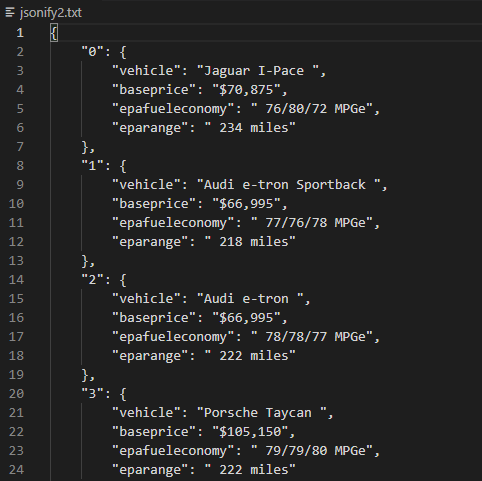 jsonify2.txt
1 {
2 "0": {
3 "vehicle": "Jaguar I-Pace ",
4 "baseprice": "$70,875",
5 "epafueleconomy": " 76/80/72 MPGe",
6 "eparange": " 234 miles"
7 },
8 "1": {
9 "vehicle": "Audi e-tron Sportback ",
10 "baseprice": "$66,995",
11 "epafueleconomy": " 77/76/78 MPGe",
12 "eparange": " 218 miles"
13 },
14 "2": {
15 "vehicle": "Audi e-tron ",
16 "baseprice": "$66,995",
17 "epafueleconomy": " 78/78/77 MPGe",
18 "eparange": " 222 miles"
19 },
20 "3": {
21 "vehicle": "Porsche Taycan ",
22 "baseprice": "$105,150",
23 "epafueleconomy": " 79/79/80 MPGe",
24 "eparange": " 222 miles"